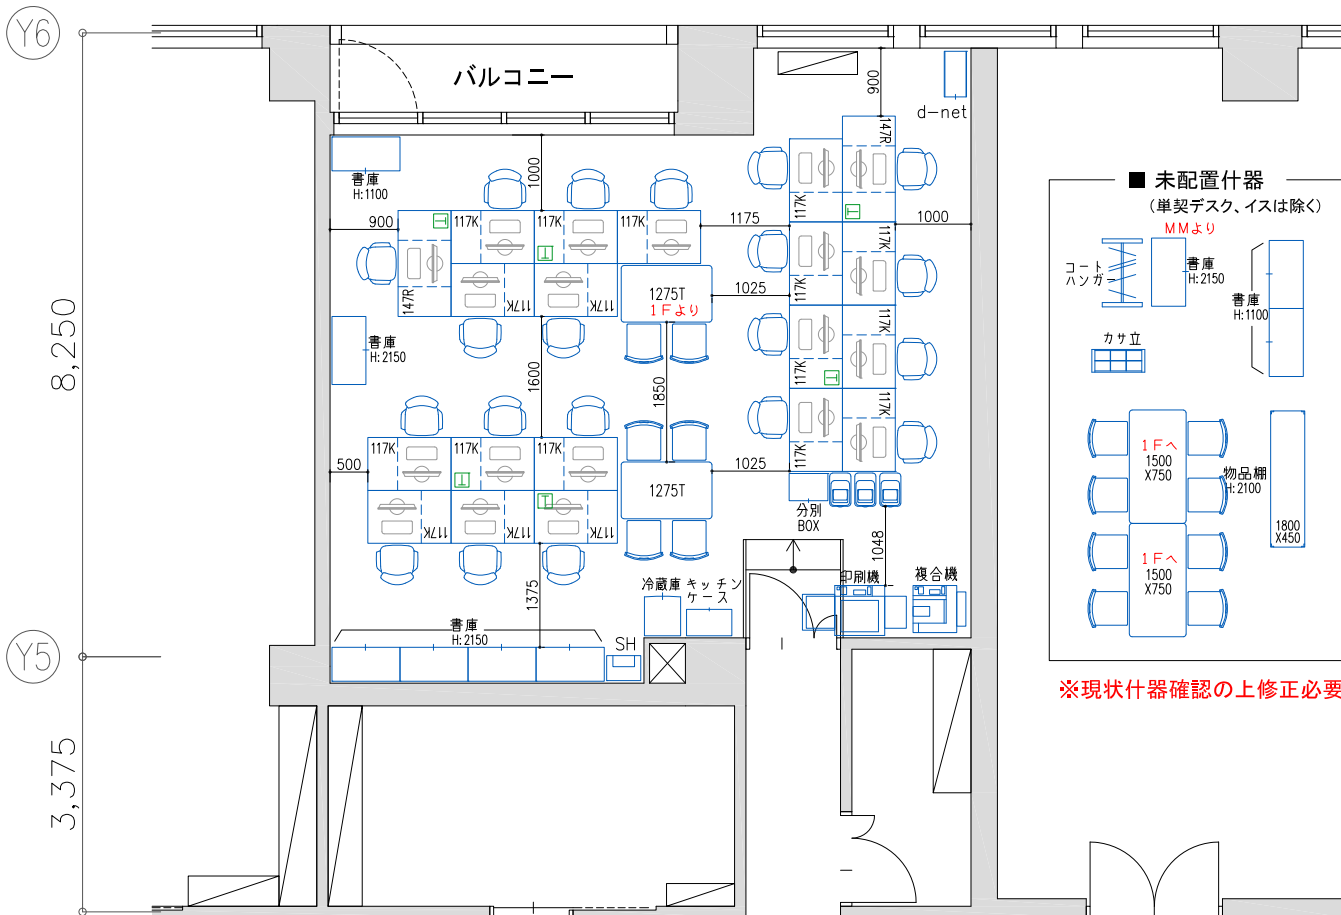 Y6
バルコニー
900
d-net
147R
書庫
H:1100
1000
900
117K
117K
117K
1175
117K
1000
147R
117K
117K
1275T
1Fより
1025
117K
117K
書庫
H:2150
1600
1850
117K
117K
117K
117K
8,250
500
117K
117K
117K
1025
1275T
117K
117K
117K
分別
BOX
1048
1375
冷蔵庫
キッチン
ケース
印刷機
複合機
書庫
H:2150
SH
Y5
3,375
■ 未配置什器
(単契デスク、イスは除く)
MMより
コート
ハンガー
書庫
H:2150
書庫
H:1100
カサ立
1Fへ
1500
X750
物品棚
H:2100
1800
X450
1Fへ
1500
X750
※現状什器確認の上修正必要